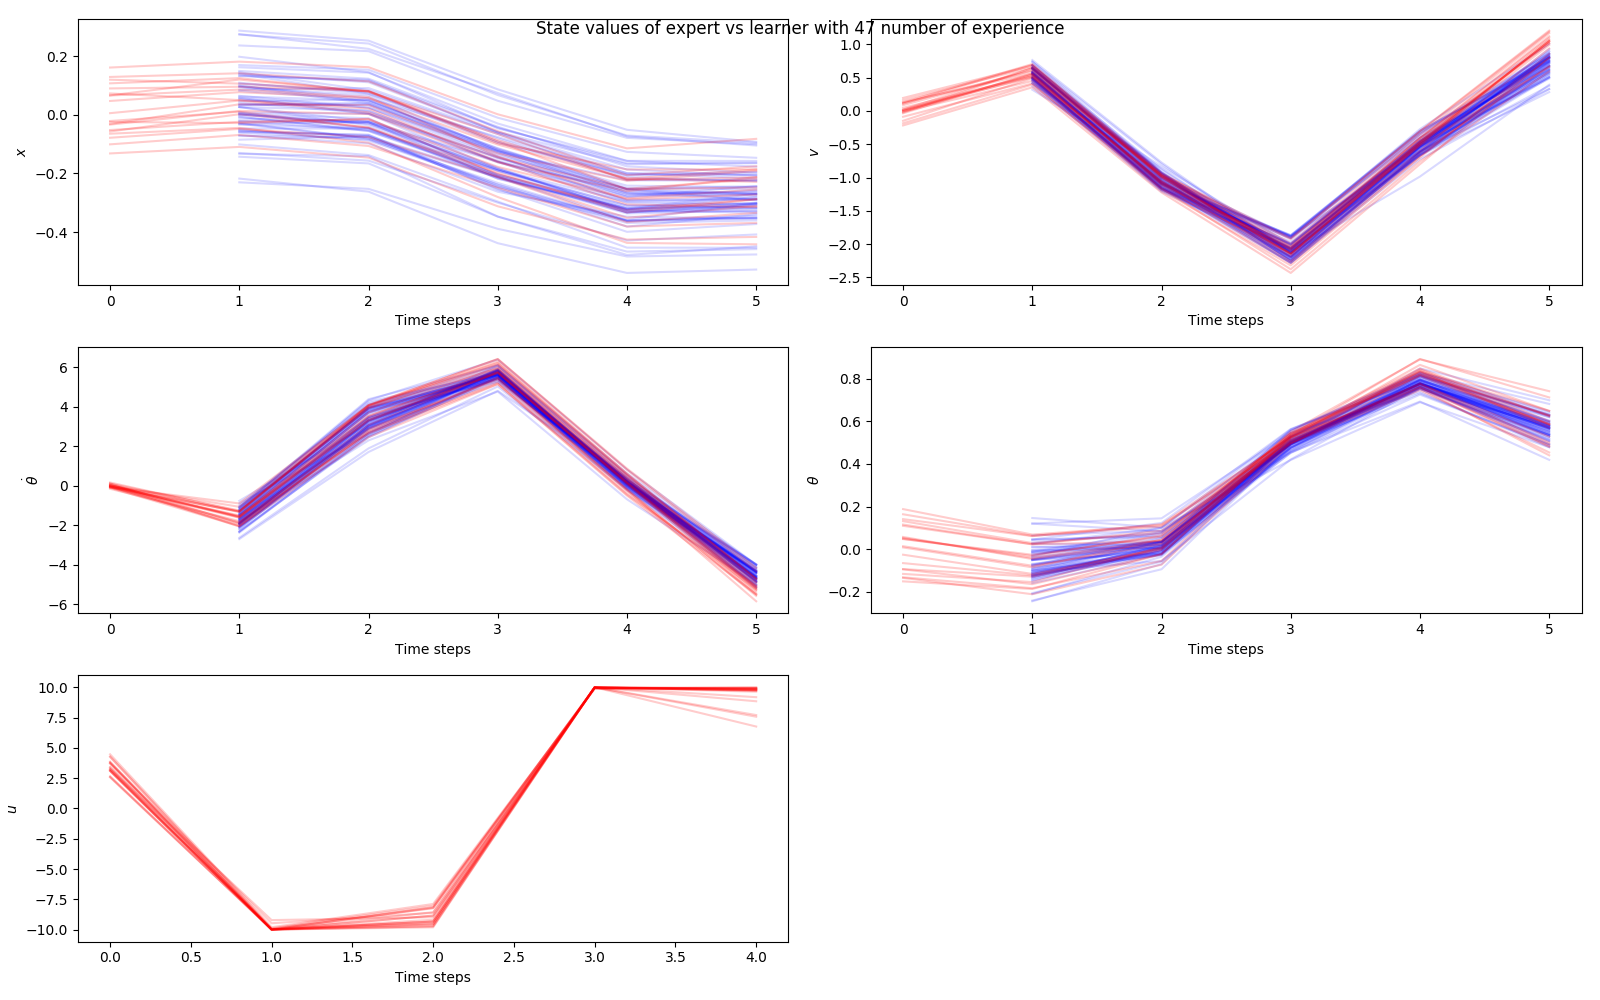 State values of expert vs learner with 47 number of experience
0.2
0.0
−0.2
−0.4
x
0 1 2 3 4 5
Time steps
1.0
0.5
0.0
−0.5
−1.0
−1.5
−2.0
−2.5
v
0 1 2 3 4 5
Time steps
6
4
2
0
−2
−4
−6
θ̇
0 1 2 3 4 5
Time steps
0.8
0.6
0.4
0.2
0.0
−0.2
θ
0 1 2 3 4 5
Time steps
10.0
7.5
5.0
2.5
0.0
−2.5
−5.0
−7.5
−10.0
u
0.0 0.5 1.0 1.5 2.0 2.5 3.0 3.5 4.0
Time steps